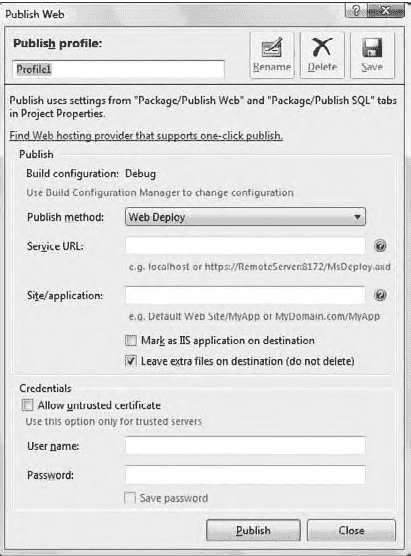 Publish Web
Publish profile:
Profile1
Rename
Delete
Save
Publish uses settings from "Package/Publish Web" and "Package/Publish SQL" tabs
in Project Properties.
Find Web hosting provider that supports one-click publish.
Publish
Build configuration: Debug
Use Build Configuration Manager to change configuration
Publish method: Web Deploy
Service URL:
e.g. localhost or https://RemoteServer:8172/MsDeploy.axd
Site/application:
e.g. Default Web Site/MyApp or MyDomain.com/MyApp
Mark as IIS application on destination
Leave extra files on destination (do not delete)
Credentials
Allow untrusted certificate
Use this option only for trusted servers
User name:
Password:
Save password
Publish Close